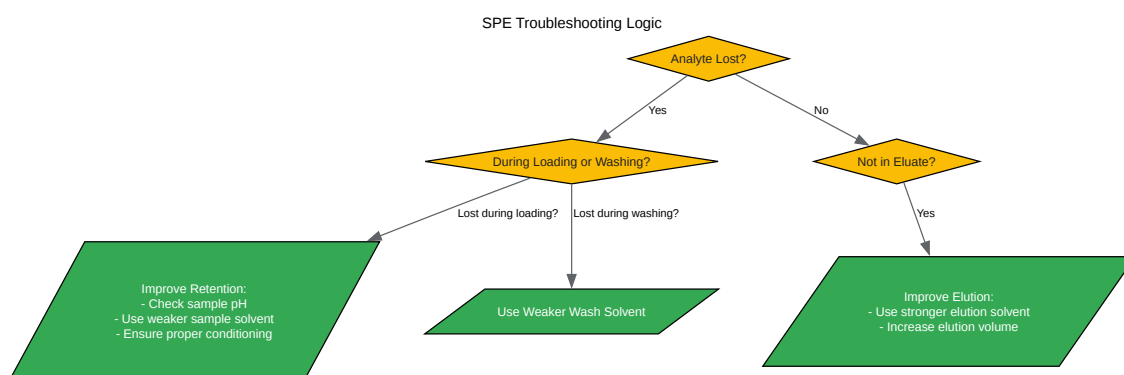 SPE Troubleshooting Logic
Analyte Lost?
Yes
No
During Loading or Washing?
Not in Eluate?
Lost during loading?
Lost during washing?
Yes
Improve Retention:
- Check sample pH
- Use weaker sample solvent
- Ensure proper conditioning
Use Weaker Wash Solvent
Improve Elution:
- Use stronger elution solvent
- Increase elution volume